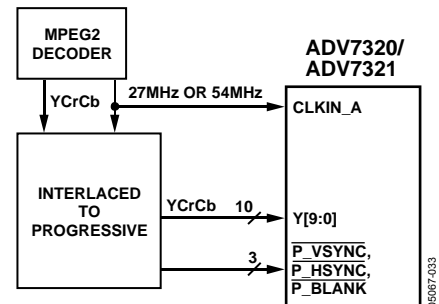 MPEG2
DECODER
ADV7320/
ADV7321
YCrCb
27MHz OR 54MHz
CLKIN_A
INTERLACED
TO
PROGRESSIVE
YCrCb
10
Y[9:0]
3
P_VSYNC,
P_HSYNC,
P_BLANK
05067-033